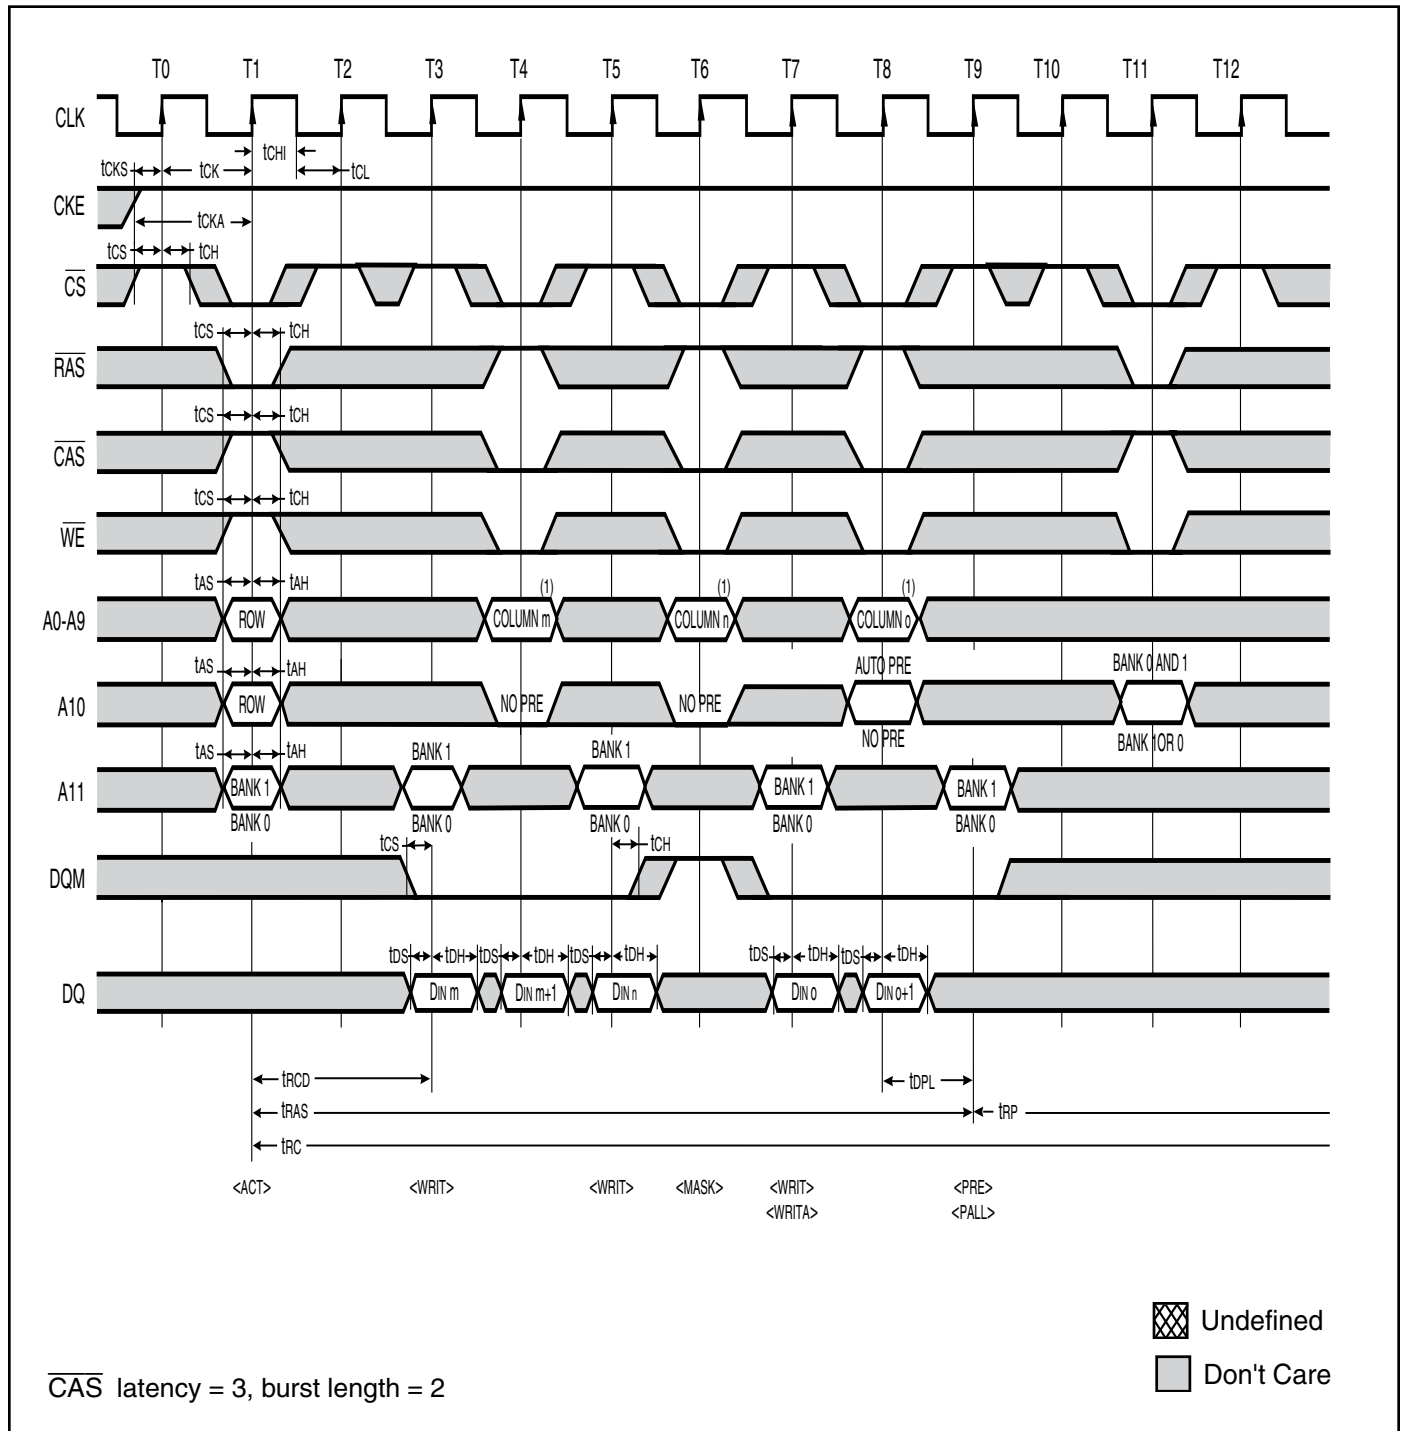 T0 T1 T2 T3 T4 T5 T6 T7 T8 T9 T10 T11 T12
CLK
tCHI
tCKS tCK tCL
CKE
tCKA
tCS tCH
CS
tCS tCH
RAS
tCS tCH
CAS
tCS tCH
WE
tAS tAH (1) (1) (1)
A0-A9 ROW COLUMN m COLUMN n COLUMN o
tAS tAH AUTO PRE BANK 0 AND 1
A10 ROW NO PRE NO PRE
NO PRE BANK 1OR 0
tAS tAH BANK 1 BANK 1
A11 BANK 1 BANK 1 BANK 1
BANK 0 BANK 0 BANK 0 BANK 0 BANK 0
tCS tCH
DQM
tDS tDH tDS tDH tDS tDH tDS tDH tDS tDH
DQ DIN m DIN m+1 DIN n DIN o DIN o+1
tRCD tDPL
tRAS tRP
tRC
<ACT> <WRIT> <WRIT> <MASK> <WRIT> <PRE>
<WRITA> <PALL>
Undefined
Don't Care
CAS latency = 3, burst length = 2